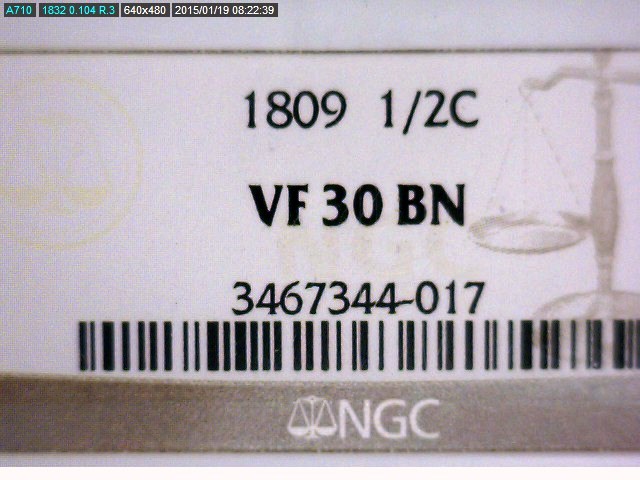 A710 1832 0.104 R.3 640x480 2015/01/19 08:22:39
1809 1/2C
VF 30 BN
NGC
3467344-017
NGC